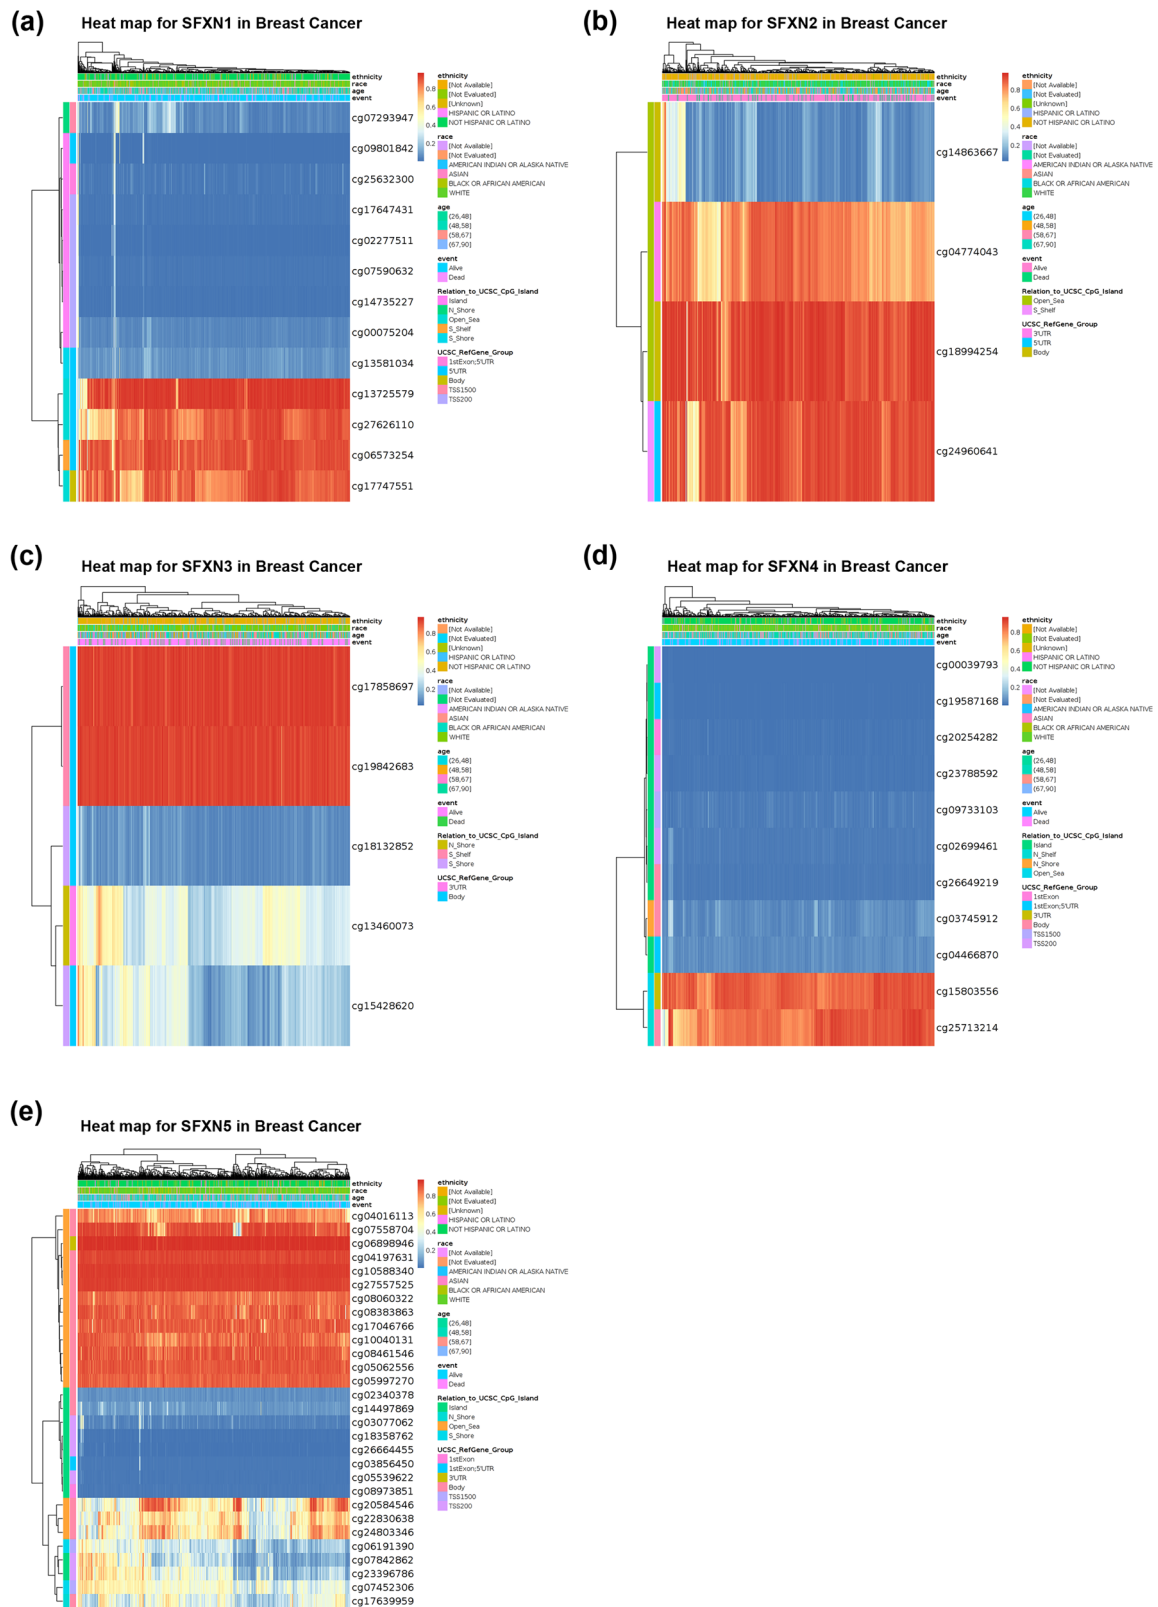 (a)
Heat map for SFXN1 in Breast Cancer
ethnicity
race
age
event
cg07293947
cg09801842
cg25632300
cg17647431
cg02277511
cg07590632
cg14735227
cg00075204
cg13581034
cg13725579
cg27626110
cg06573254
cg17747551
0.8
0.6
0.4
0.2
ethnicity
[Not Available]
[Not Evaluated]
[Unknown]
HISPANIC OR LATINO
NOT HISPANIC OR LATINO
race
[Not Available]
[Not Evaluated]
AMERICAN INDIAN OR ALASKA NATIVE
ASIAN
BLACK OR AFRICAN AMERICAN
WHITE
age
(26,48]
(48,58]
(58,67]
(67,90]
event
Alive
Dead
Relation_to_UCSC_CpG_Island
Island
N_Shore
Open_Sea
S_Shelf
S_Shore
UCSC_RefGene_Group
1stExon;5'UTR
5'UTR
Body
TSS1500
TSS200
(b)
Heat map for SFXN2 in Breast Cancer
ethnicity
race
age
event
cg14863667
cg04774043
cg18994254
cg24960641
0.8
0.6
0.4
0.2
ethnicity
[Not Available]
[Not Evaluated]
[Unknown]
HISPANIC OR LATINO
NOT HISPANIC OR LATINO
race
[Not Available]
[Not Evaluated]
AMERICAN INDIAN OR ALASKA NATIVE
ASIAN
BLACK OR AFRICAN AMERICAN
WHITE
age
(26,48]
(48,58]
(58,67]
(67,90]
event
Alive
Dead
Relation_to_UCSC_CpG_Island
Open_Sea
S_Shelf
UCSC_RefGene_Group
3'UTR
5'UTR
Body
(c)
Heat map for SFXN3 in Breast Cancer
ethnicity
race
age
event
cg17858697
cg19842683
cg18132852
cg13460073
cg15428620
0.8
0.6
0.4
0.2
ethnicity
[Not Available]
[Not Evaluated]
[Unknown]
HISPANIC OR LATINO
NOT HISPANIC OR LATINO
race
[Not Available]
[Not Evaluated]
AMERICAN INDIAN OR ALASKA NATIVE
ASIAN
BLACK OR AFRICAN AMERICAN
WHITE
age
(26,48]
(48,58]
(58,67]
(67,90]
event
Alive
Dead
Relation_to_UCSC_CpG_Island
N_Shore
S_Shelf
S_Shore
UCSC_RefGene_Group
3'UTR
Body
(d)
Heat map for SFXN4 in Breast Cancer
ethnicity
race
age
event
cg00039793
cg19587168
cg20254282
cg23788592
cg09733103
cg02699461
cg26649219
cg03745912
cg04466870
cg15803556
cg25713214
0.8
0.6
0.4
0.2
ethnicity
[Not Available]
[Not Evaluated]
[Unknown]
HISPANIC OR LATINO
NOT HISPANIC OR LATINO
race
[Not Available]
[Not Evaluated]
AMERICAN INDIAN OR ALASKA NATIVE
ASIAN
BLACK OR AFRICAN AMERICAN
WHITE
age
(26,48]
(48,58]
(58,67]
(67,90]
event
Alive
Dead
Relation_to_UCSC_CpG_Island
Island
N_Shelf
N_Shore
Open_Sea
UCSC_RefGene_Group
1stExon
1stExon;5'UTR
3'UTR
Body
TSS1500
TSS200
(e)
Heat map for SFXN5 in Breast Cancer
ethnicity
race
age
event
cg04016113
cg07558704
cg06898946
cg04197631
cg10588340
cg27557525
cg08060322
cg08383863
cg17046766
cg10040131
cg08461546
cg05062556
cg05997270
cg02340378
cg14497869
cg03077062
cg18358762
cg26664455
cg03856450
cg05539622
cg08973851
cg20584546
cg22830638
cg24803346
cg06191390
cg07842862
cg23396786
cg07452306
cg17639959
0.8
0.6
0.4
0.2
ethnicity
[Not Available]
[Not Evaluated]
[Unknown]
HISPANIC OR LATINO
NOT HISPANIC OR LATINO
race
[Not Available]
[Not Evaluated]
AMERICAN INDIAN OR ALASKA NATIVE
ASIAN
BLACK OR AFRICAN AMERICAN
WHITE
age
(26,48]
(48,58]
(58,67]
(67,90]
event
Alive
Dead
Relation_to_UCSC_CpG_Island
Island
N_Shore
Open_Sea
S_Shore
UCSC_RefGene_Group
1stExon
1stExon;5'UTR
3'UTR
Body
TSS1500
TSS200